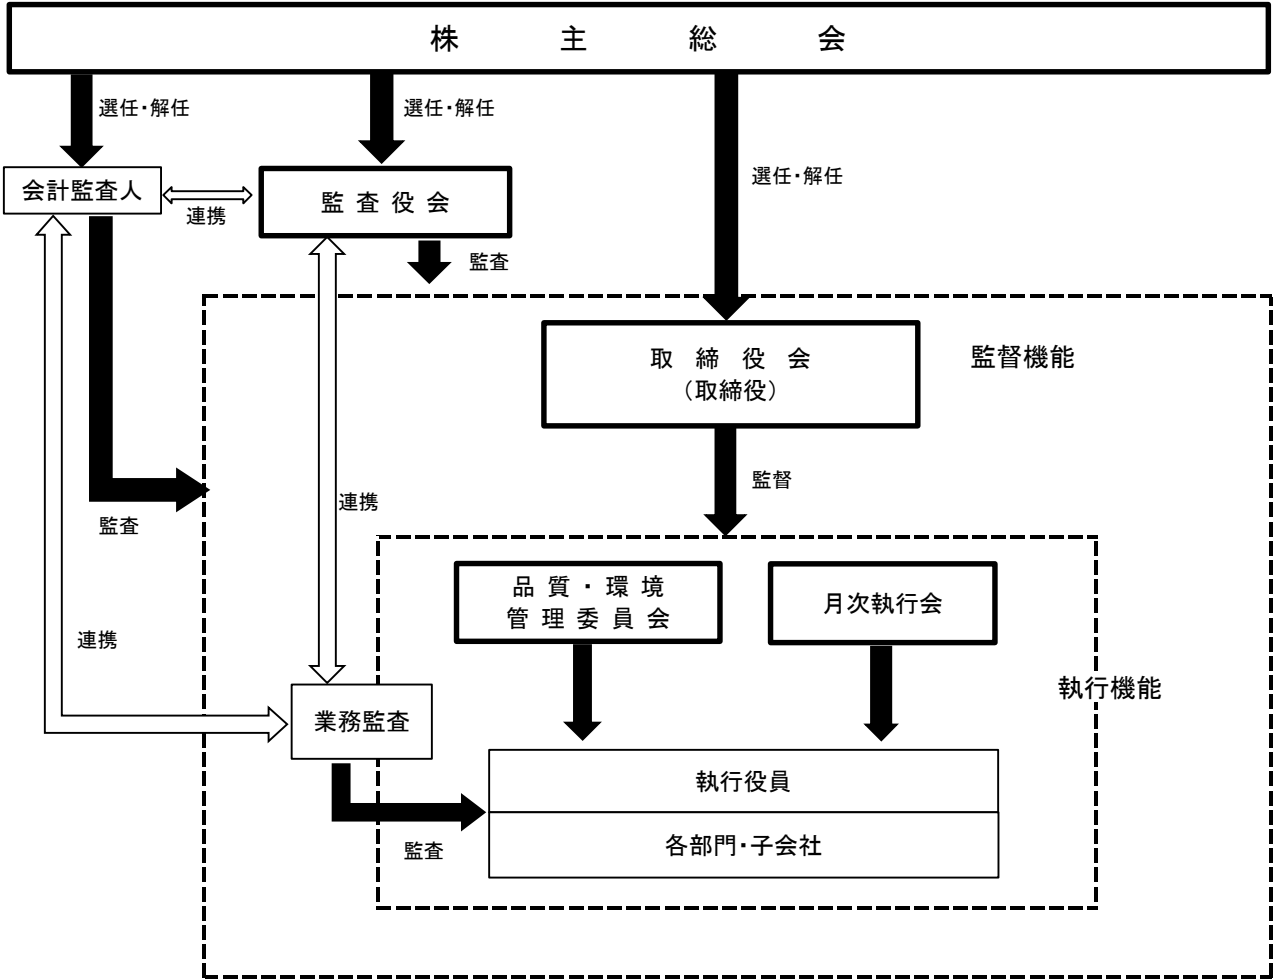 株主総会
選任・解任
選任・解任
選任・解任
会計監査人
連携
監査役会
監査
取締役会
（取締役）
監督機能
監督
連携
監査
品質・環境
管理委員会
月次執行会
連携
執行機能
業務監査
執行役員
監査
各部門・子会社